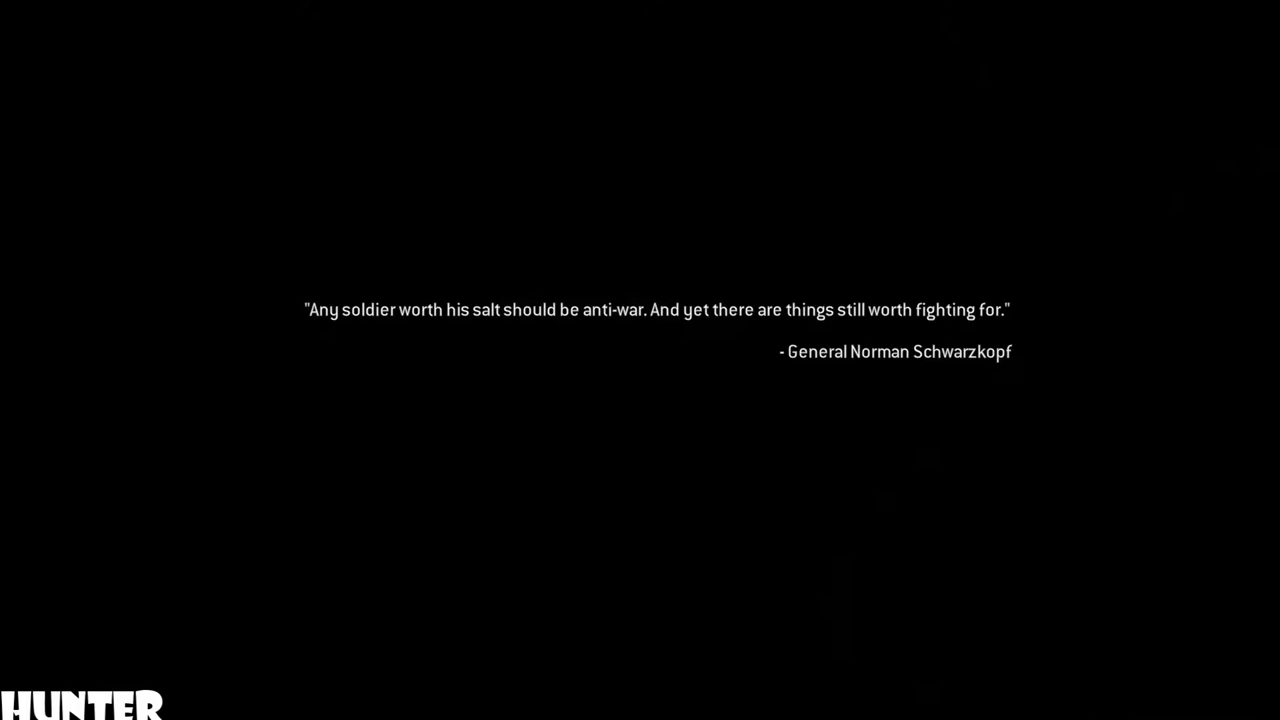 "Any soldier worth his salt should be anti-war. And yet there are things still worth fighting for."
- General Norman Schwarzkopf
HUNTER